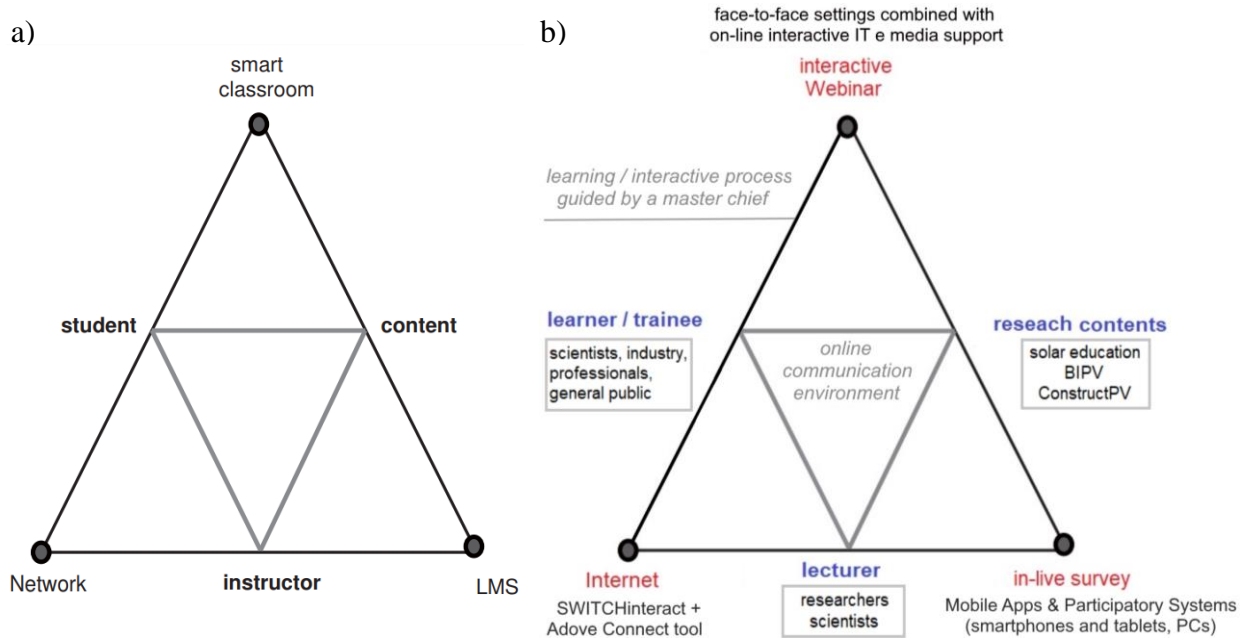 a)
smart
classroom
student
content
Network
instructor
LMS
b)
face-to-face settings combined with
on-line interactive IT e media support
interactive
Webinar
learning / interactive process
guided by a master chief
learner / trainee
scientists, industry,
professionals,
general public
online
communication
environment
reseach contents
solar education
BIPV
ConstructPV
Internet
SWITCHinteract +
Adove Connect tool
lecturer
researchers
scientists
in-live survey
Mobile Apps & Participatory Systems
(smartphones and tablets, PCs)